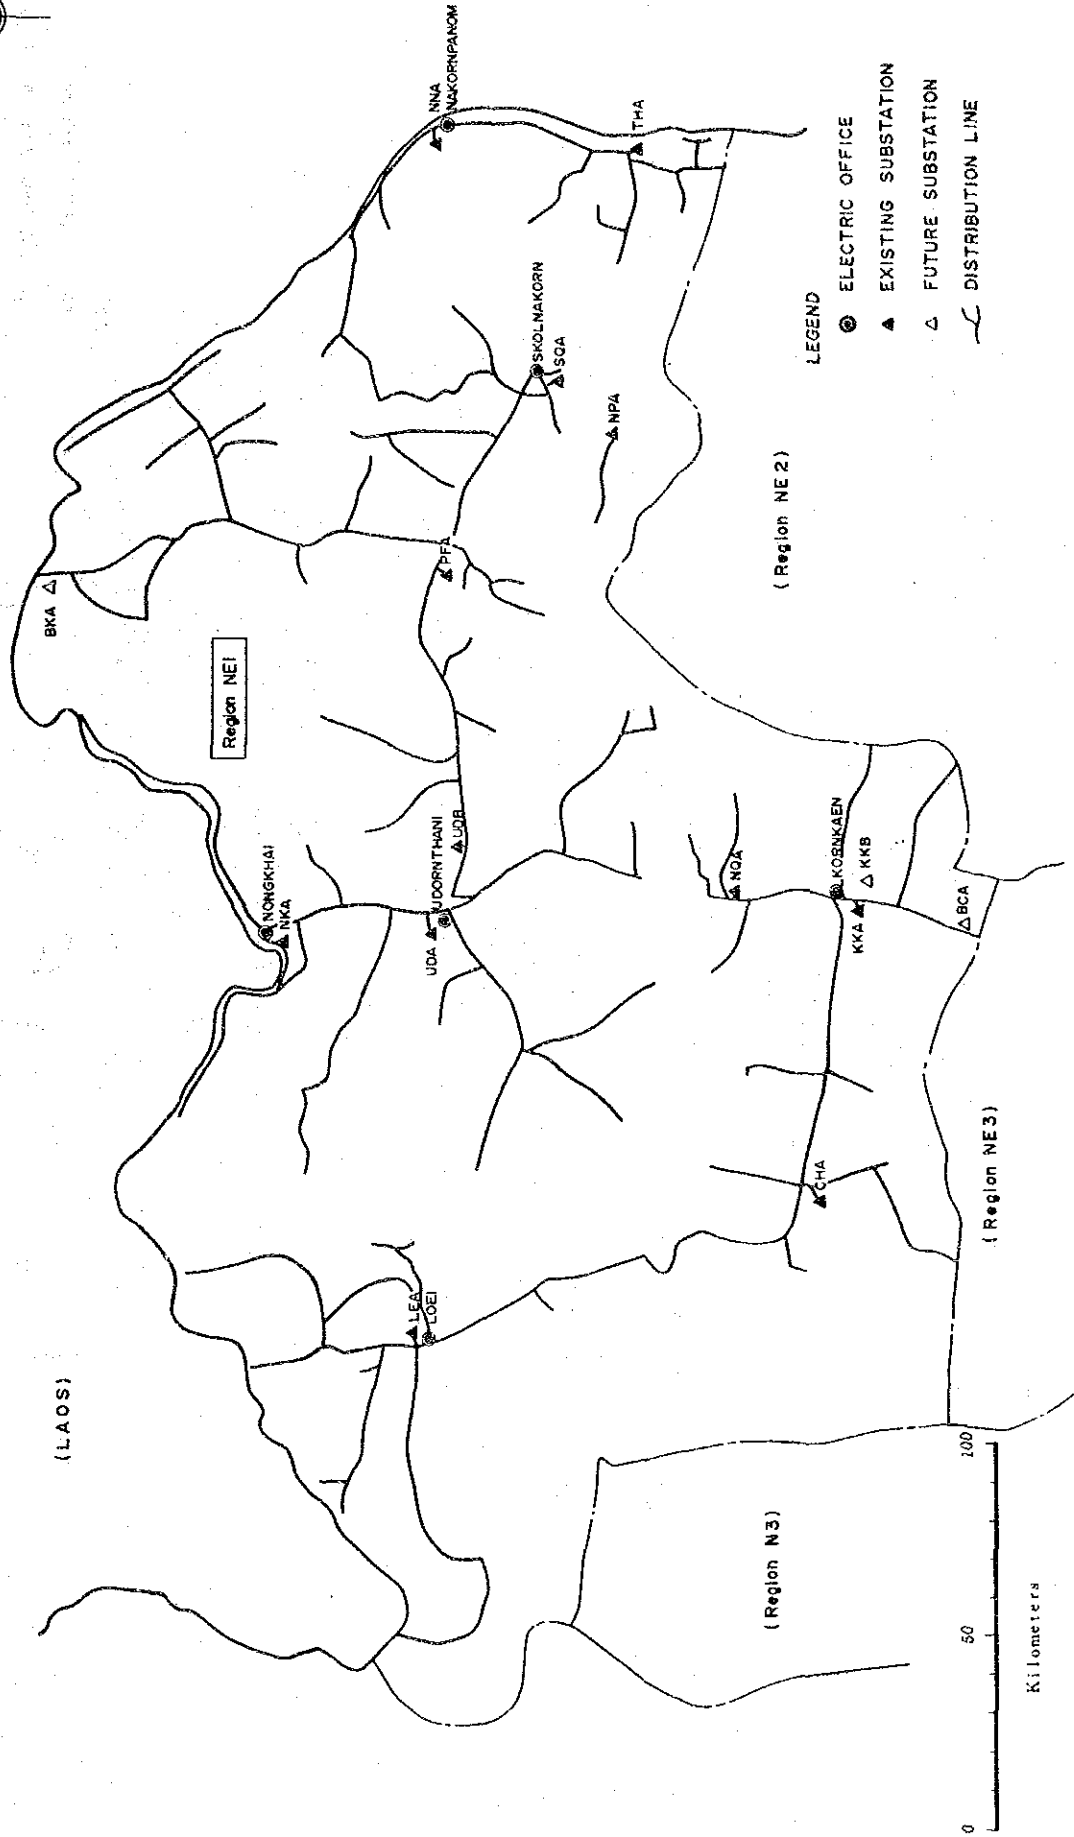 (LAOS)
BKA
Region NE1
NONGKHAI
NKA
NNA
NAKORNPANOM
LEA
LOEI
UDA
UDORNTHANI
UDB
PFA
SKOLNAKORN
SQA
NPA
THA
NQA
KORNKAEN
KKA
KKB
BCA
CHA
(Region NE2)
(Region NE3)
(Region N3)
LEGEND
ELECTRIC OFFICE
EXISTING SUBSTATION
FUTURE SUBSTATION
DISTRIBUTION LINE
0 50 100
Kilometers